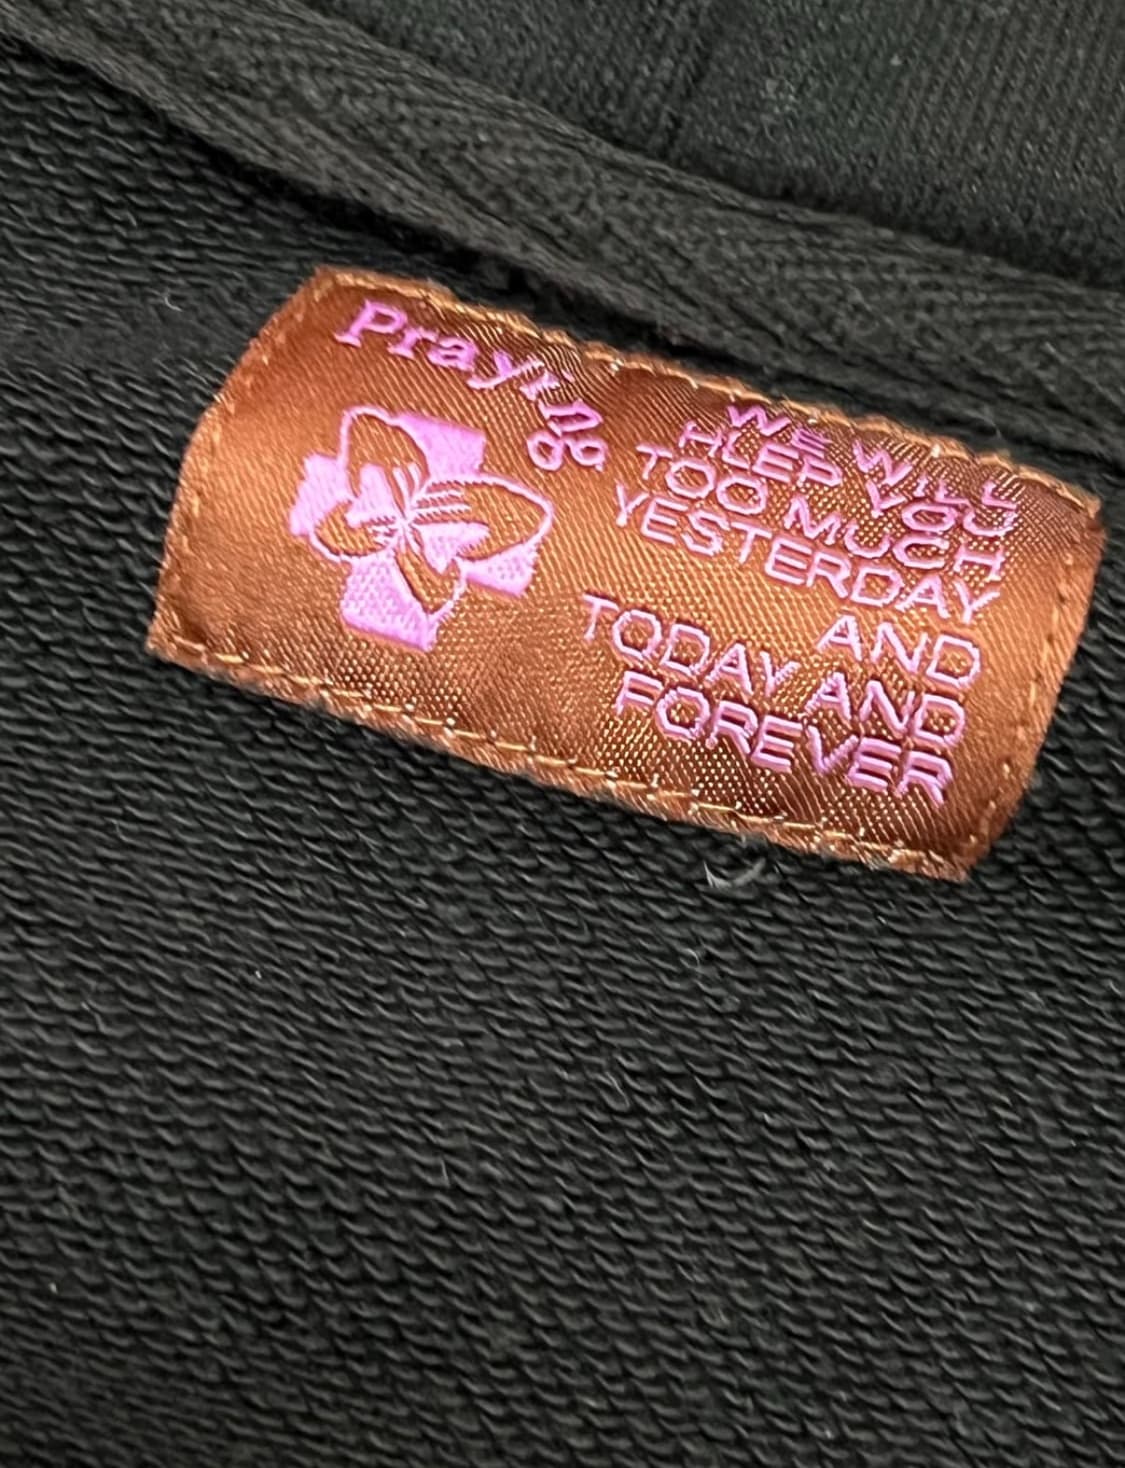 Praying
WE WILL
HLEP YOU
TOO MUCH
YESTERDAY
AND
TODAY AND
FOREVER